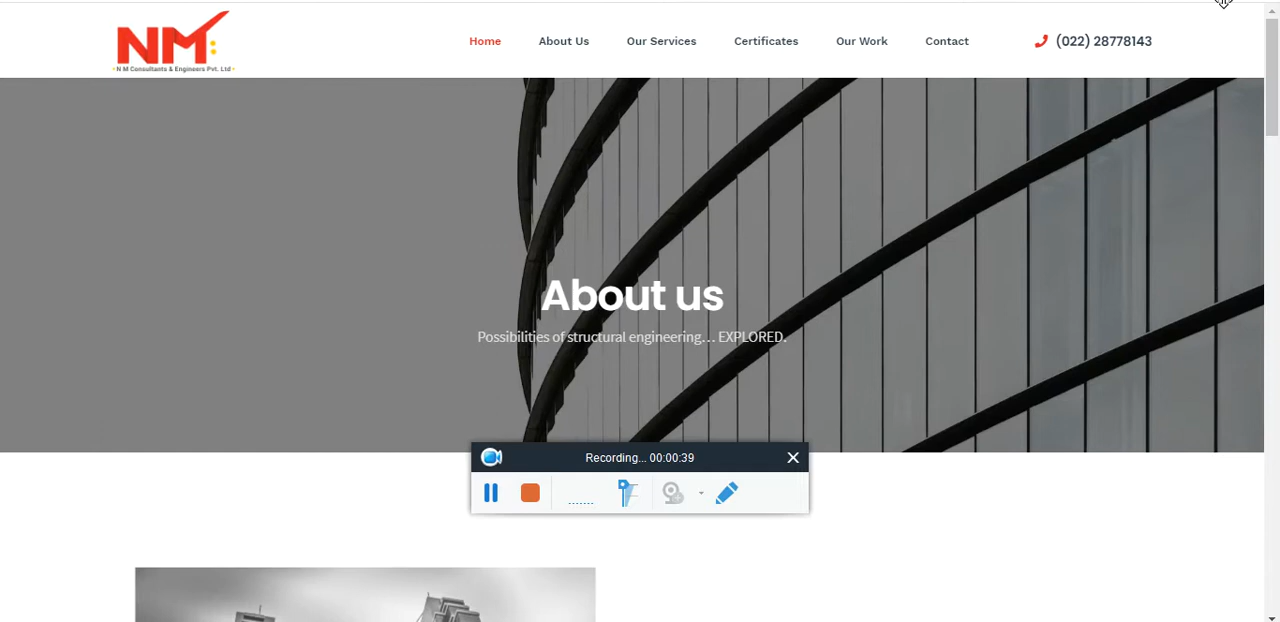 NM:
N M Consultants & Engineers Pvt. Ltd
Home
About Us
Our Services
Certificates
Our Work
Contact
(022) 28778143
About us
Possibilities of structural engineering... EXPLORED.
Recording... 00:00:39